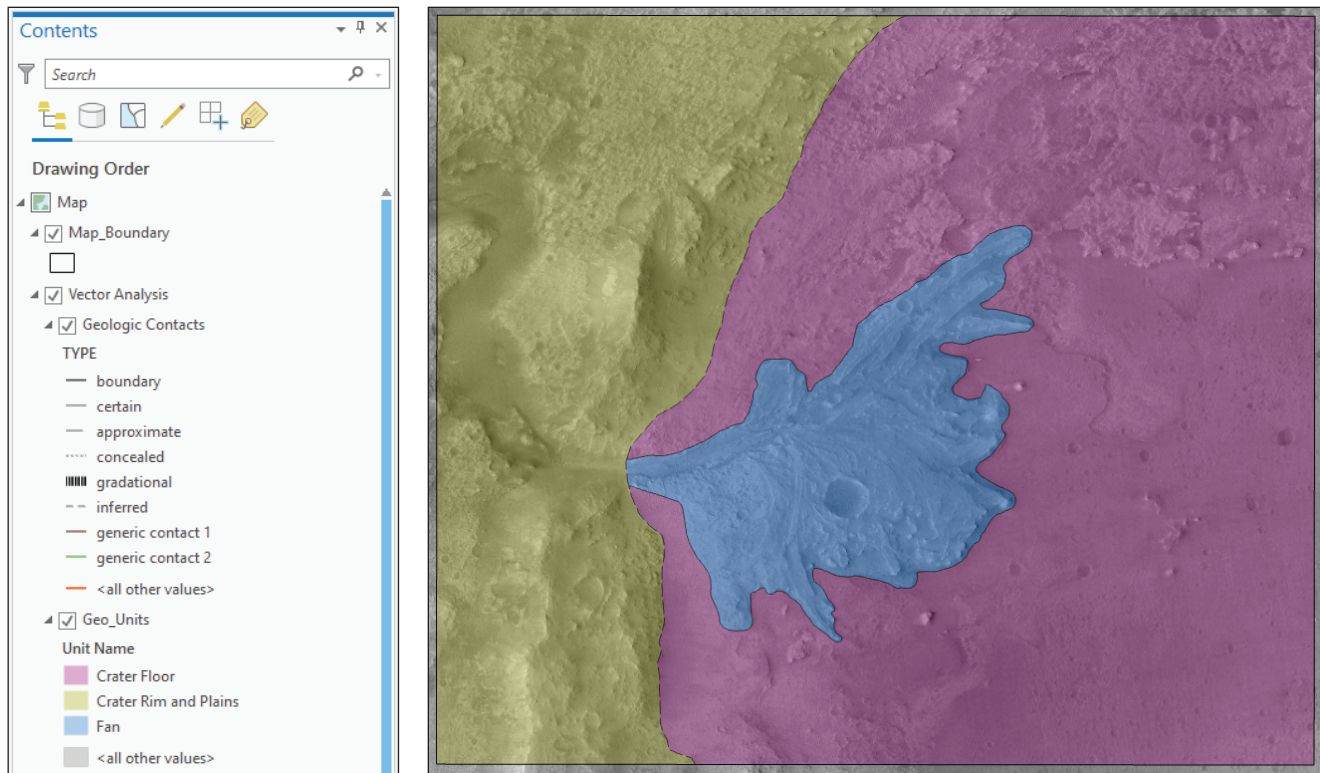 Contents
Search
Drawing Order
Map
Map_Boundary
Vector Analysis
Geologic Contacts
TYPE
boundary
certain
approximate
concealed
gradational
inferred
generic contact 1
generic contact 2
<all other values>
Geo_Units
Unit Name
Crater Floor
Crater Rim and Plains
Fan
<all other values>